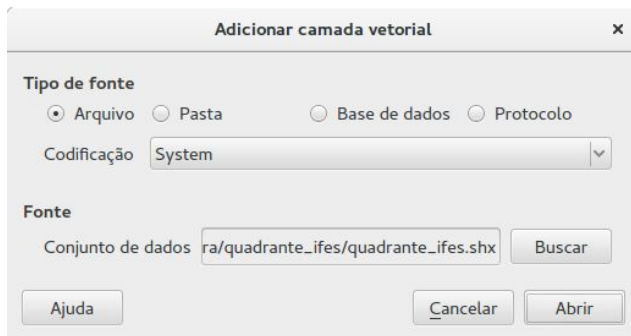 Adicionar camada vetorial
Tipo de fonte
Arquivo Pasta Base de dados Protocolo
Codificação System
Fonte
Conjunto de dados ra/quadrante_ifes/quadrante_ifes.shx Buscar
Ajuda Cancelar Abrir